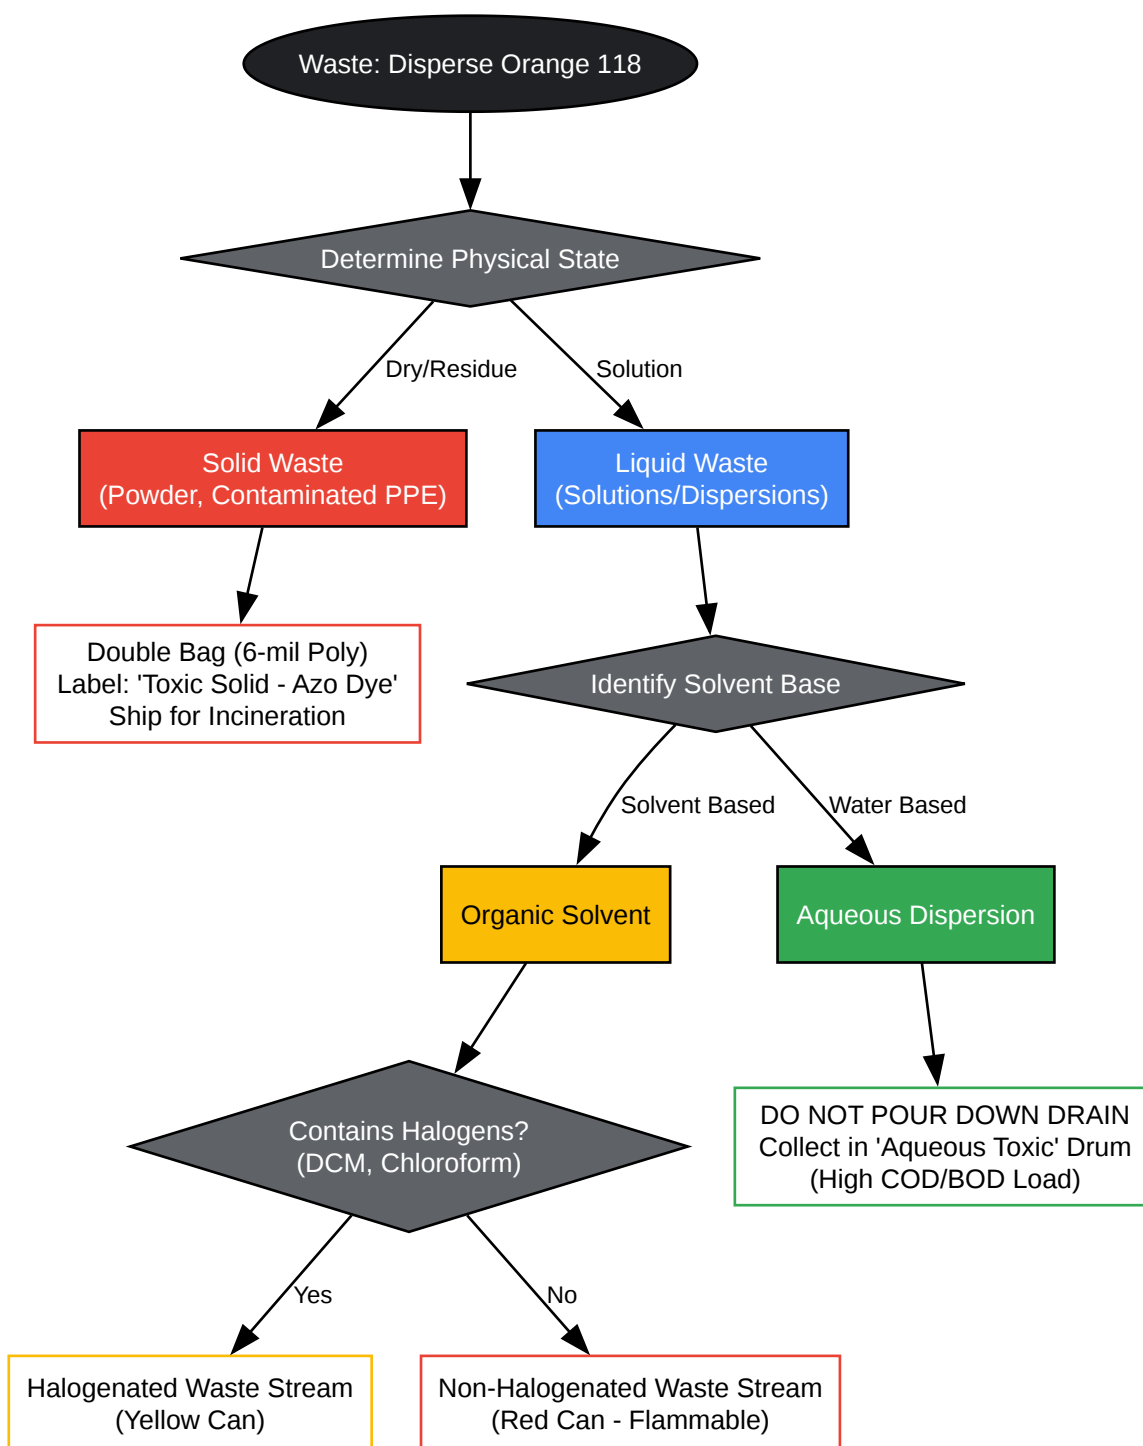 Waste: Disperse Orange 118
Determine Physical State
Dry/Residue
Solution
Solid Waste
(Powder, Contaminated PPE)
Liquid Waste
(Solutions/Dispersions)
Double Bag (6-mil Poly)
Label: 'Toxic Solid - Azo Dye'
Ship for Incineration
Identify Solvent Base
Solvent Based
Water Based
Organic Solvent
Aqueous Dispersion
Contains Halogens?
(DCM, Chloroform)
DO NOT POUR DOWN DRAIN
Collect in 'Aqueous Toxic' Drum
(High COD/BOD Load)
Yes
No
Halogenated Waste Stream
(Yellow Can)
Non-Halogenated Waste Stream
(Red Can - Flammable)